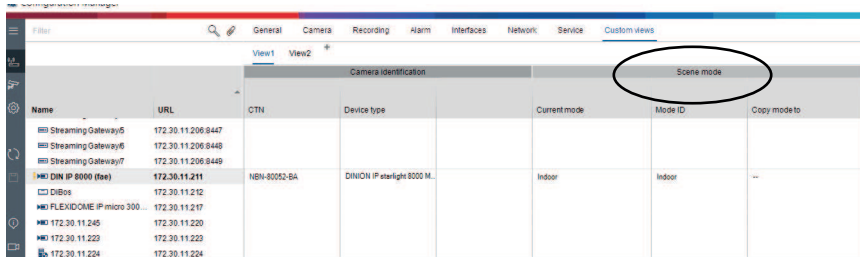 Configuration Manager
Filter General Camera Recording Alarm Interfaces Network Service Custom views
View1 View2 +
Camera identification Scene mode
Name URL CTN Device type Current mode Mode ID Copy mode to
Streaming Gateway/5 172.30.11.206:8447
Streaming Gateway/6 172.30.11.206:8448
Streaming Gateway/7 172.30.11.206:8449
DIN IP 8000 (fae) 172.30.11.211 NBN-80052-BA DINION IP starlight 8000 M... Indoor Indoor --
DiBos 172.30.11.212
FLEXIDOME IP micro 300... 172.30.11.217
172.30.11.245 172.30.11.220
172.30.11.223 172.30.11.223
172.30.11.224 172.30.11.224